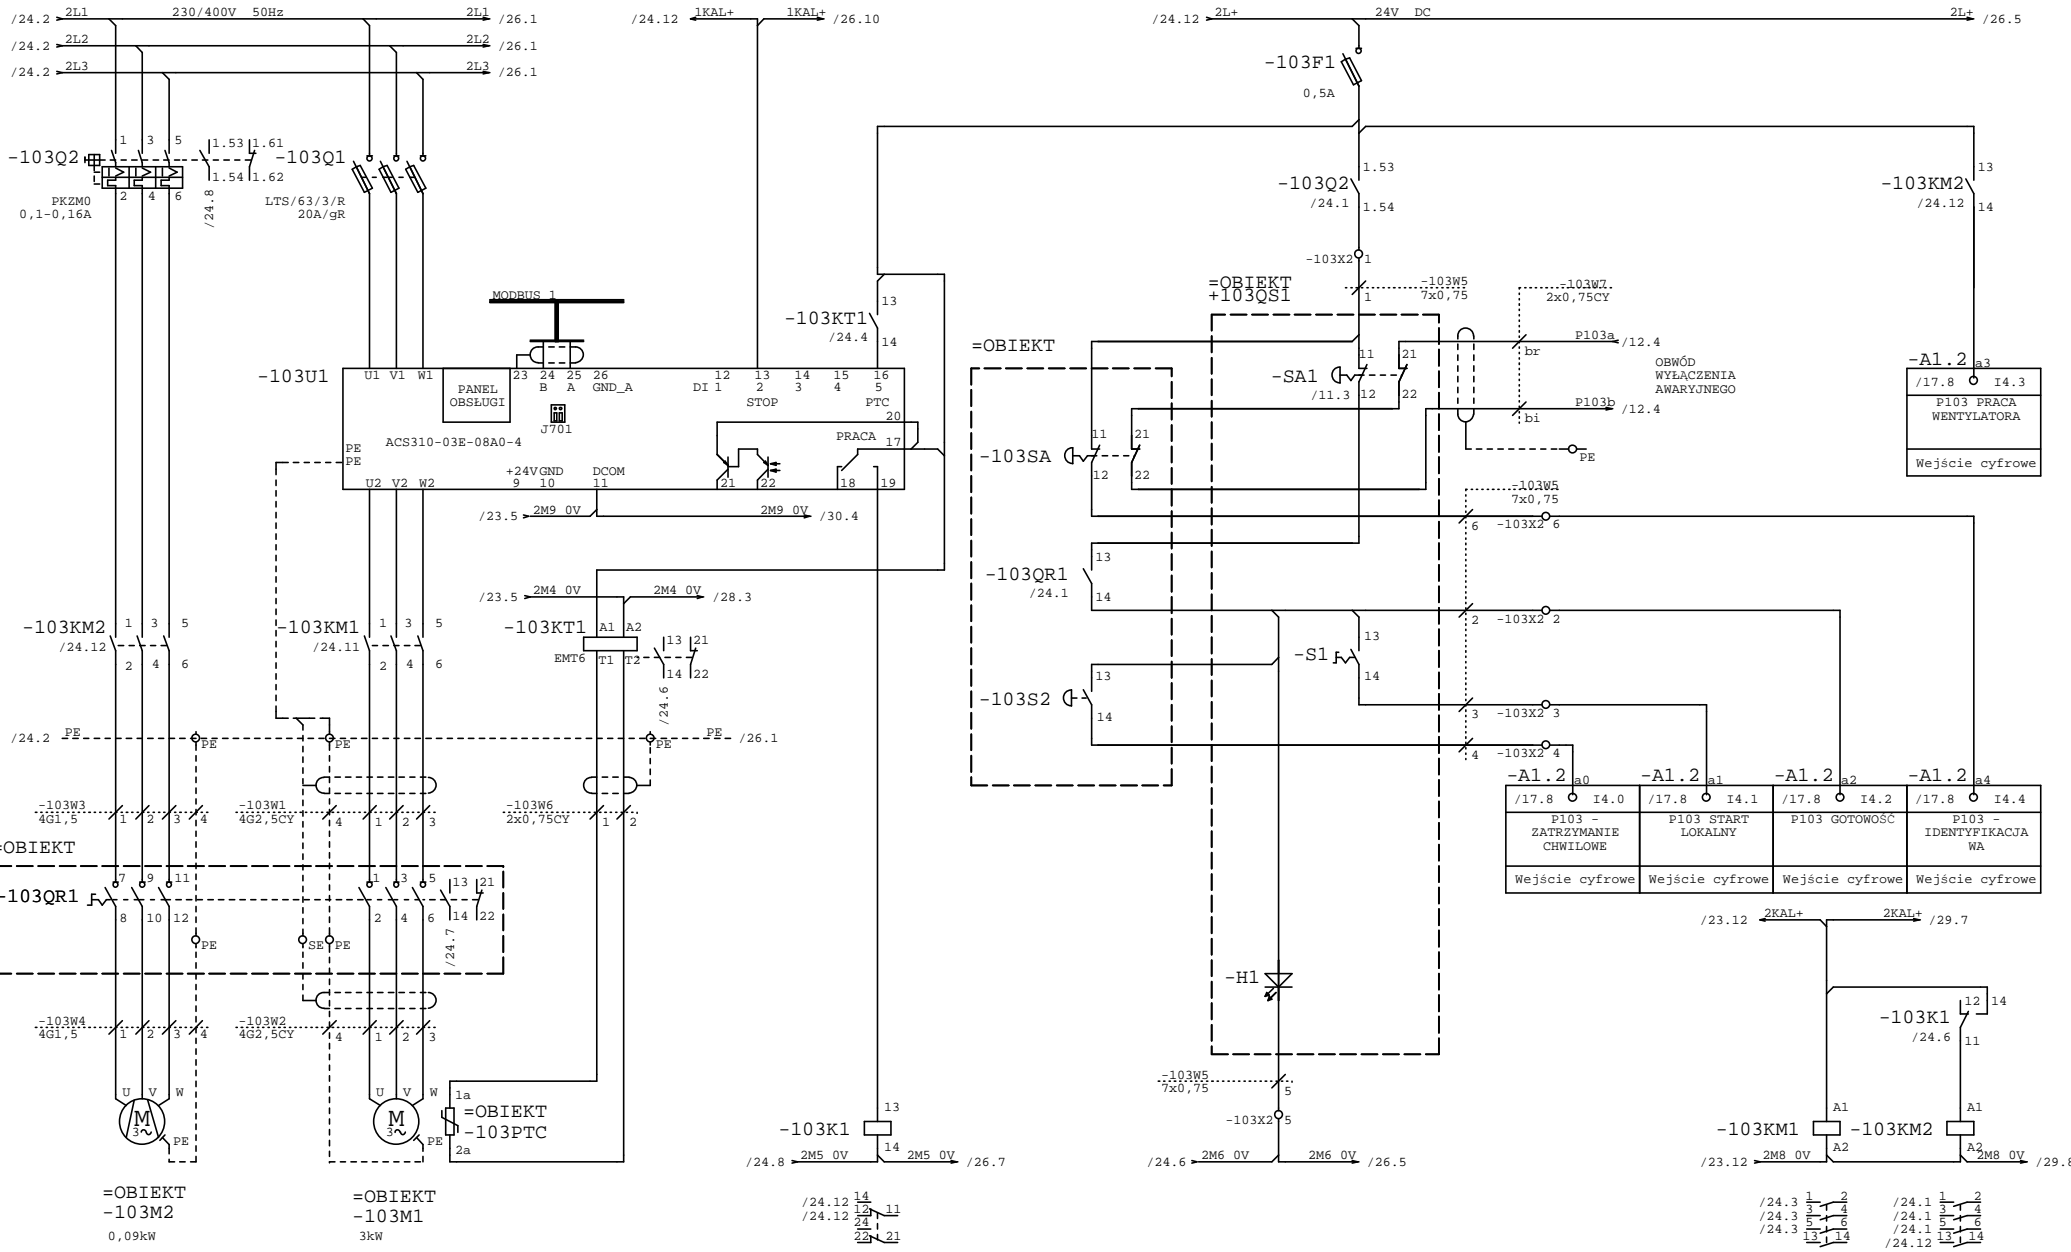 /24.2 2L1 230/400V 50Hz 2L1 /26.1
/24.2 2L2 2L2 /26.1
/24.2 2L3 2L3 /26.1
/24.12 1KAL+ 1KAL+ /26.10
/24.12 2L+ 24V DC 2L+ /26.5
-103F1
0,5A
1 3 5
1.53 1.61
-103Q2
1.54 1.62
2 4 6
PKZM0
0,1-0,16A
/24.8
-103Q1
LTS/63/3/R
20A/gR
1.53
-103Q2
/24.1
1.54
13
-103KM2
/24.12
14
-103X2 1
=OBIEKT
+103QS1
-103W5
7x0,75
1
-103W7
2x0,75CY
MODBUS 1
13
-103KT1
/24.4
14
=OBIEKT
P103a /12.4
br
OBWÓD
WYŁĄCZENIA
AWARYJNEGO
P103b /12.4
bi
PE
11 21
-SA1
/11.3
12 22
-A1.2 a3
/17.8 I4.3
P103 PRACA
WENTYLATORA
Wejście cyfrowe
-103U1
U1 V1 W1
PANEL
OBSŁUGI
23 24 25 26
B A GND_A
J701
12 13 14 15 16
DI 1 2 3 4 5
STOP PTC
20
PRACA 17
ACS310-03E-08A0-4
PE
PE
+24V GND DCOM
U2 V2 W2
9 10 11
21 22 18 19
11 21
-103SA
12 22
/23.5 2M9 0V 2M9 0V /30.4
-103W5
7x0,75
6 -103X2 6
13
-103QR1
/24.1
14
/23.5 2M4 0V 2M4 0V /28.3
2 -103X2 2
1 3 5
-103KM2
/24.12
2 4 6
1 3 5
-103KM1
/24.11
2 4 6
-103KT1 A1 A2
EMT6 T1 T2
13 21
14 22
/24.6
13
-S1
14
13
-103S2
14
3 -103X2 3
4 -103X2 4
/24.2 PE PE PE PE PE /26.1
-103W3
4G1,5
1 2 3 4
-103W1
4G2,5CY
4 1 2 3
-103W6
2x0,75CY
1 2
-A1.2 a0 -A1.2 a1 -A1.2 a2 -A1.2 a4
/17.8 I4.0 /17.8 I4.1 /17.8 I4.2 /17.8 I4.4
P103 -
ZATRZYMANIE
CHWILOWE
P103 START
LOKALNY
P103 GOTOWOŚĆ
P103 -
IDENTYFIKACJA
WA
Wejście cyfrowe Wejście cyfrowe Wejście cyfrowe Wejście cyfrowe
=OBIEKT
7 9 11
-103QR1
8 10 12
1 3 5
2 4 6
13 21
14 22
/24.7
PE SE PE
/23.12 2KAL+ 2KAL+ /29.7
-H1
-103W4
4G1,5
1 2 3 4
-103W2
4G2,5CY
4 1 2 3
12 14
-103K1
/24.6
11
-103W5
7x0,75
5
-103X2 5
U V W
M
3~
PE
U V W
M
3~
PE
1a
=OBIEKT
-103PTC
2a
13
-103K1
14
/24.8 2M5 0V 2M5 0V /26.7
/24.6 2M6 0V 2M6 0V /26.5
A1
-103KM1
A2
A1
-103KM2
A2
/23.12 2M8 0V 2M8 0V /29.8
=OBIEKT
-103M2
0,09kW
=OBIEKT
-103M1
3kW
/24.12 14
/24.12 12 11
24
22 21
/24.3 1 2
/24.3 3 4
/24.3 5 6
13 14
/24.1 1 2
/24.1 3 4
/24.1 5 6
/24.12 13 14